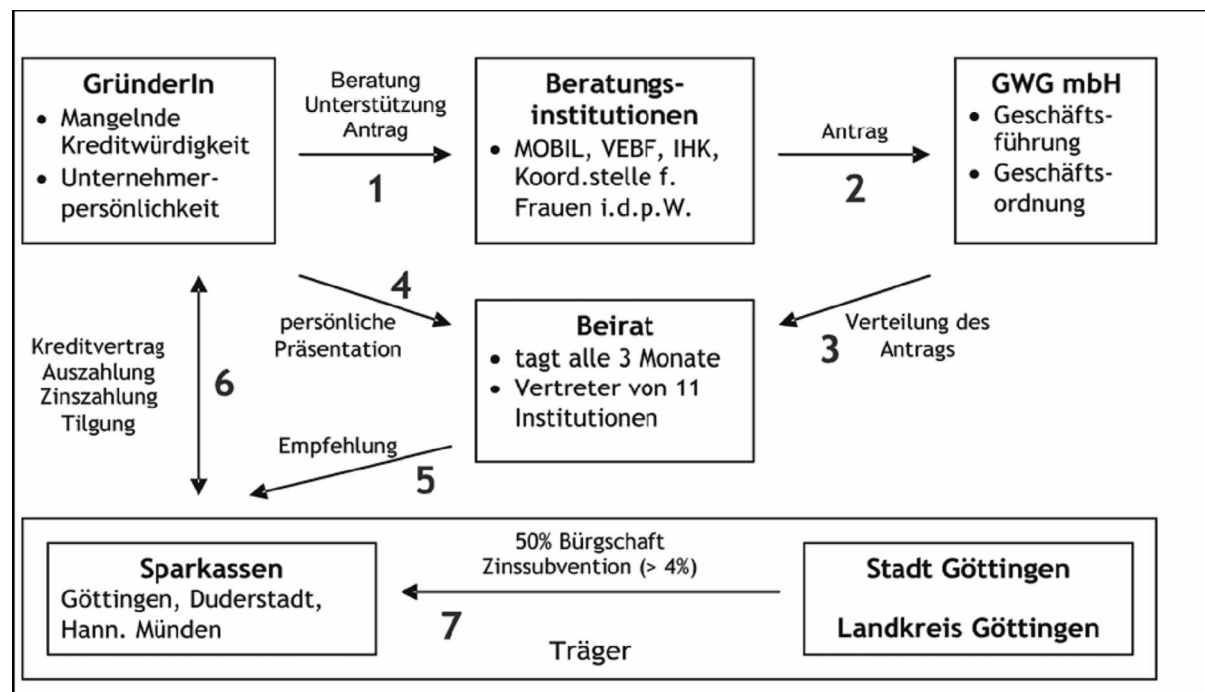 GründerIn
• Mangelnde
Kreditwürdigkeit
• Unternehmer-
persönlichkeit
Beratung
Unterstützung
Antrag
1
Beratungs-
institutionen
• MOBIL, VEBF, IHK,
Koord.stelle f.
Frauen i.d.p.W.
Antrag
2
GWG mbH
• Geschäfts-
führung
• Geschäfts-
ordnung
4
persönliche
Präsentation
Beirat
• tagt alle 3 Monate
• Vertreter von 11
Institutionen
3
Verteilung des
Antrags
Kreditvertrag
Auszahlung
Zinszahlung
Tilgung
6
Empfehlung
5
Sparkassen
Göttingen, Duderstadt,
Hann. Münden
50% Bürgschaft
Zinssubvention (> 4%)
7
Träger
Stadt Göttingen
Landkreis Göttingen